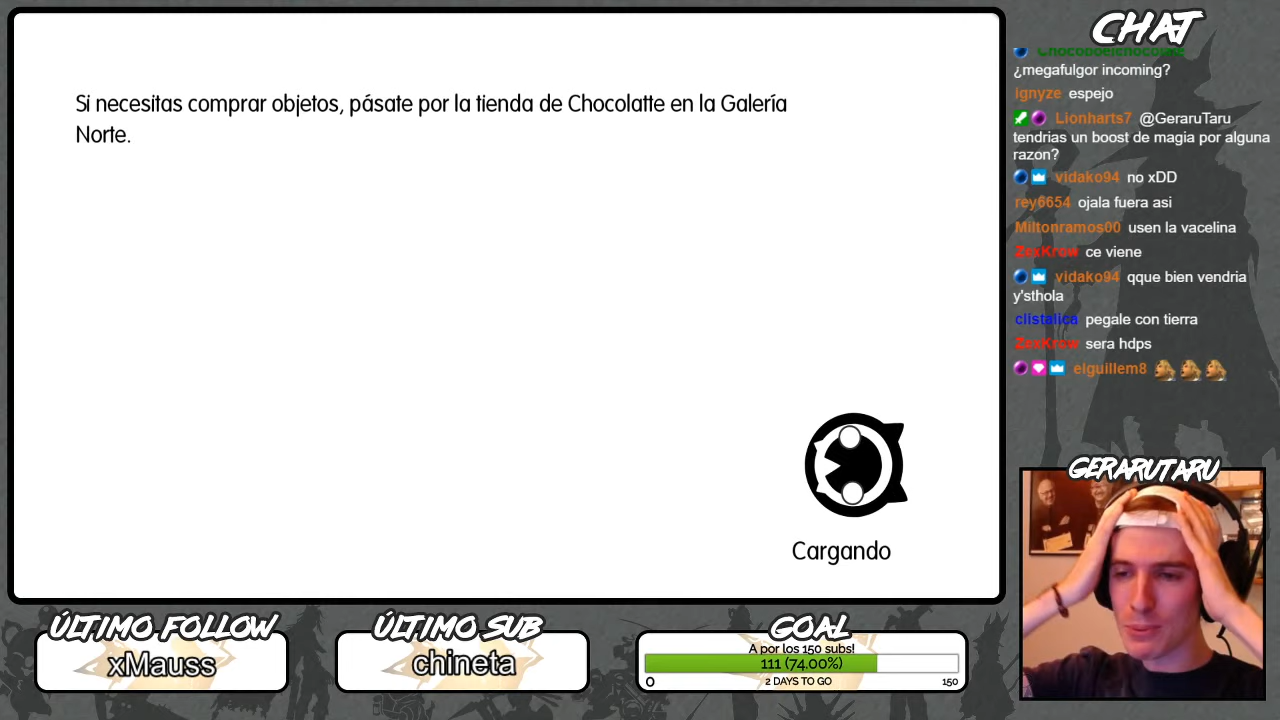 Si necesitas comprar objetos, pásate por la tienda de Chocolatte en la Galería
Norte.
Cargando
CHAT
¿megafulgor incoming?
ignyze espejo
Lionharts7 @GeraruTaru
tendrias un boost de magia por alguna
razon?
vidako94 no xDD
rey6654 ojala fuera asi
Miltonramos00 usen la vacelina
ZexKrow ce viene
vidako94 qque bien vendria
y'sthola
clistalica pegale con tierra
ZexKrow sera hdps
elguillem8
GERARUTARU
ÚLTIMO FOLLOW
xMauss
ÚLTIMO SUB
chineta
GOAL
A por los 150 subs!
111 (74.00%)
0 2 DAYS TO GO 150